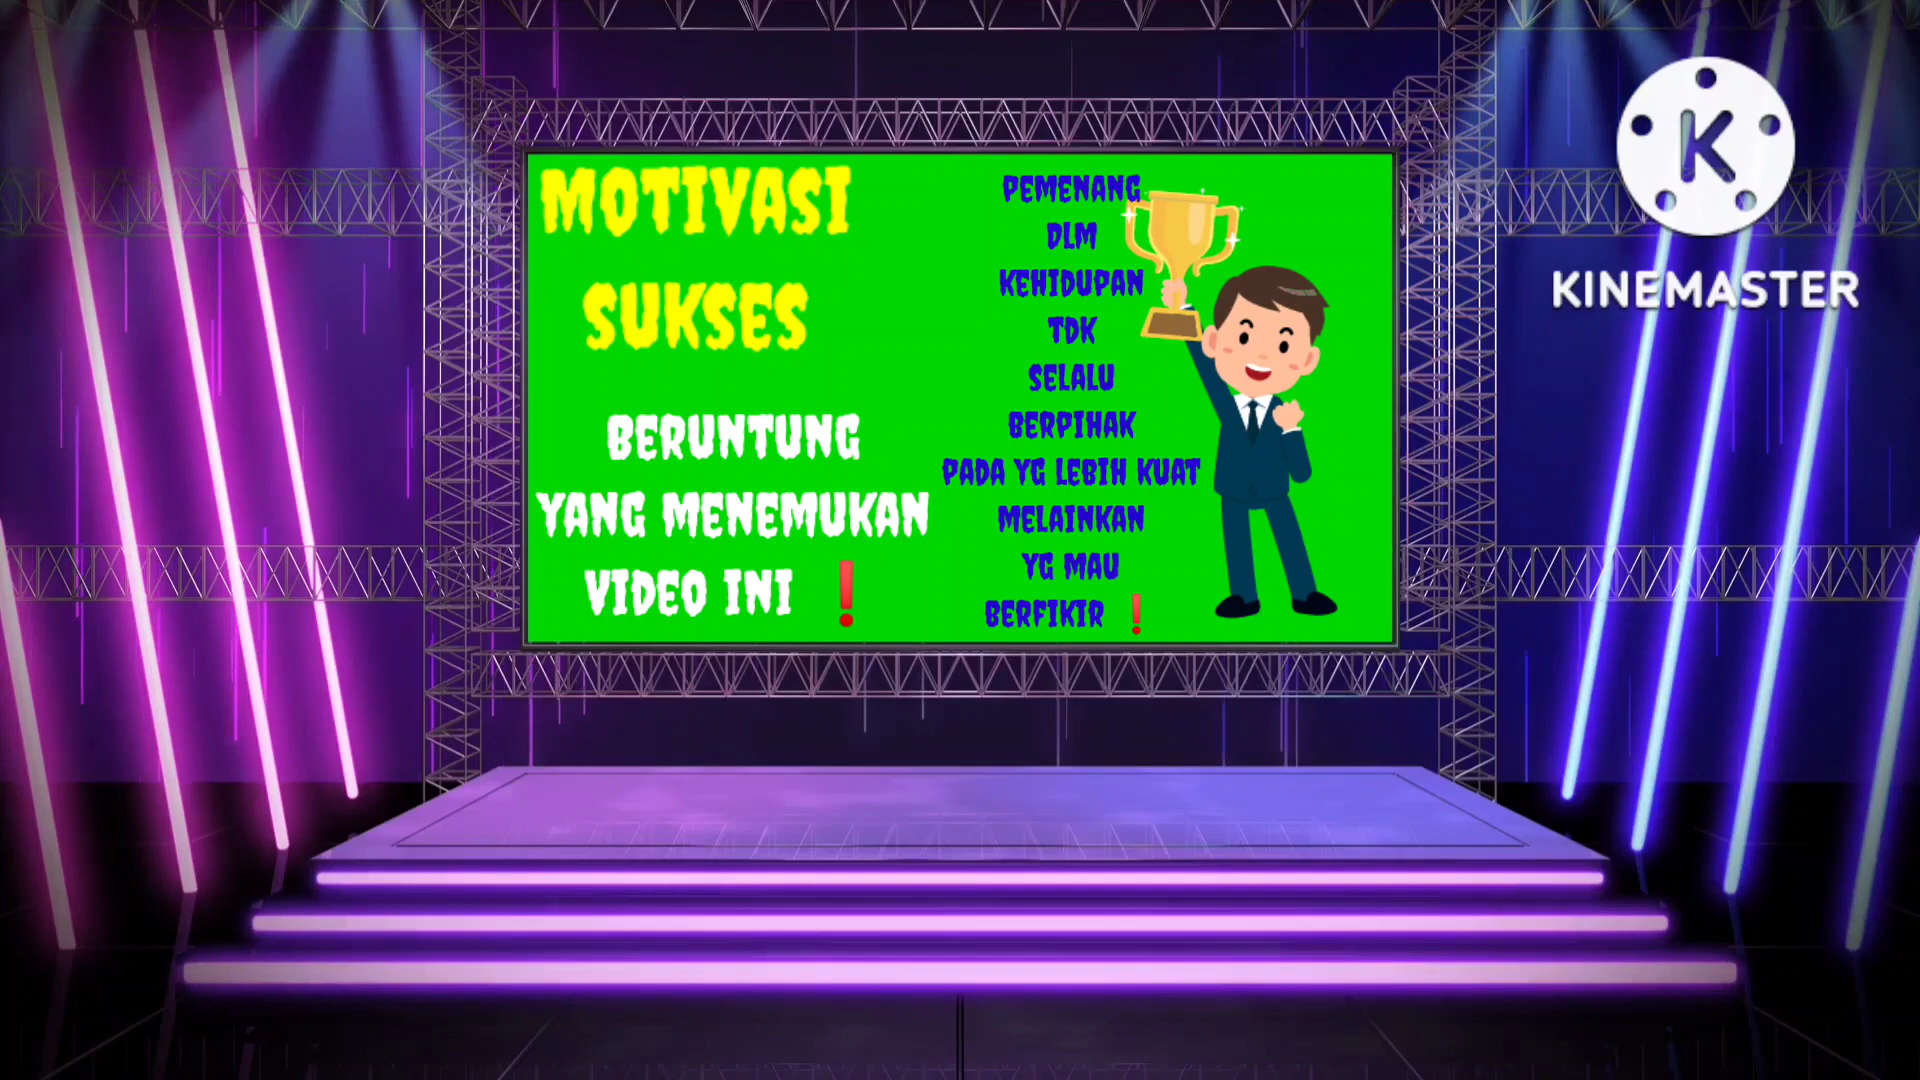 MOTIVASI
SUKSES
BERUNTUNG
YANG MENEMUKAN
VIDEO INI ❗
PEMENANG
DLM
KEHIDUPAN
TDK
SELALU
BERPIHAK
PADA YG LEBIH KUAT
MELAINKAN
YG MAU
BERFIKIR ❗
K
KINEMASTER